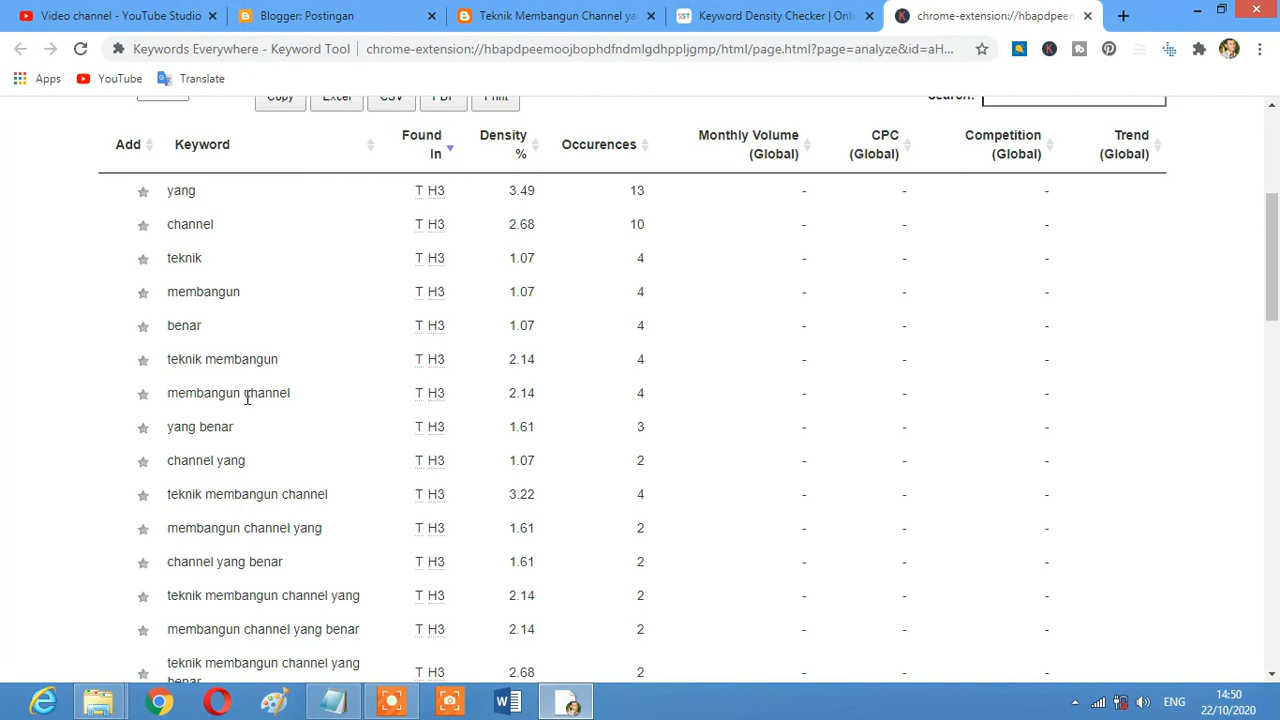 Video channel - YouTube Studio
Blogger: Postingan
Teknik Membangun Channel ya
SST Keyword Density Checker | Onli
chrome-extension://hbapdpeem
Keywords Everywhere - Keyword Tool
chrome-extension://hbapdpeemoojbophdfndmlgdhppljgmp/html/page.html?page=analyze&id=aH...
Apps
YouTube
Translate
Copy Excel CSV PDF Print
Search:
Add Keyword Found In Density % Occurences Monthly Volume (Global) CPC (Global) Competition (Global) Trend (Global)
yang T H3 3.49 13 - - -
channel T H3 2.68 10 - - -
teknik T H3 1.07 4 - - -
membangun T H3 1.07 4 - - -
benar T H3 1.07 4 - - -
teknik membangun T H3 2.14 4 - - -
membangun channel T H3 2.14 4 - - -
yang benar T H3 1.61 3 - - -
channel yang T H3 1.07 2 - - -
teknik membangun channel T H3 3.22 4 - - -
membangun channel yang T H3 1.61 2 - - -
channel yang benar T H3 1.61 2 - - -
teknik membangun channel yang T H3 2.14 2 - - -
membangun channel yang benar T H3 2.14 2 - - -
teknik membangun channel yang benar T H3 2.68 2 - - -
ENG
14:50
22/10/2020